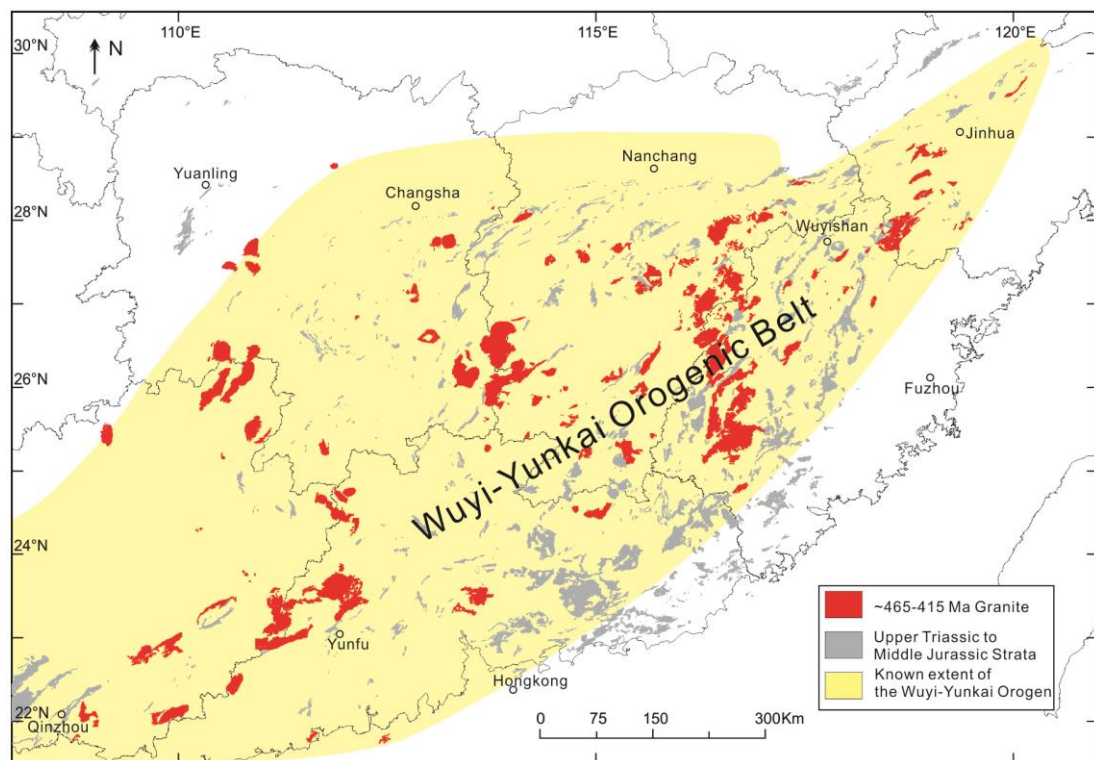 110°E
115°E
120°E
30°N
N
Jinhua
Nanchang
Yuanling
Changsha
28°N
Wuyishan
Wuyi-Yunkai Orogenic Belt
26°N
Fuzhou
24°N
~465-415 Ma Granite
Upper Triassic to
Middle Jurassic Strata
Known extent of
the Wuyi-Yunkai Orogen
Yunfu
Hongkong
22°N
Qinzhou
0 75 150 300Km